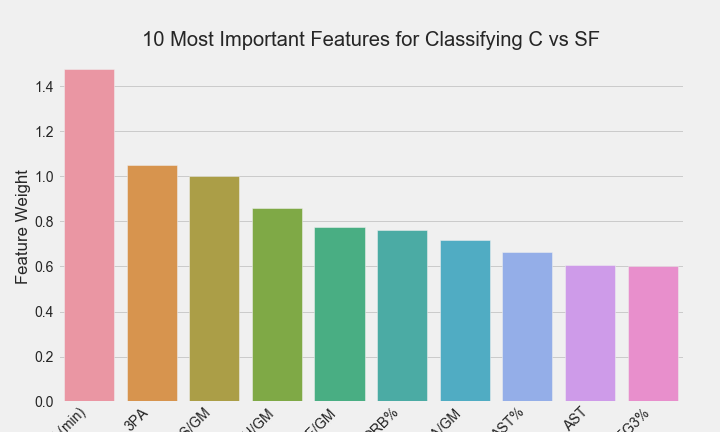 10 Most Important Features for Classifying C vs SF
Feature Weight
1.4
1.2
1.0
0.8
0.6
0.4
0.2
0.0
(min)
3PA
/GM
/GM
/GM
RB%
/GM
AST%
AST
G3%